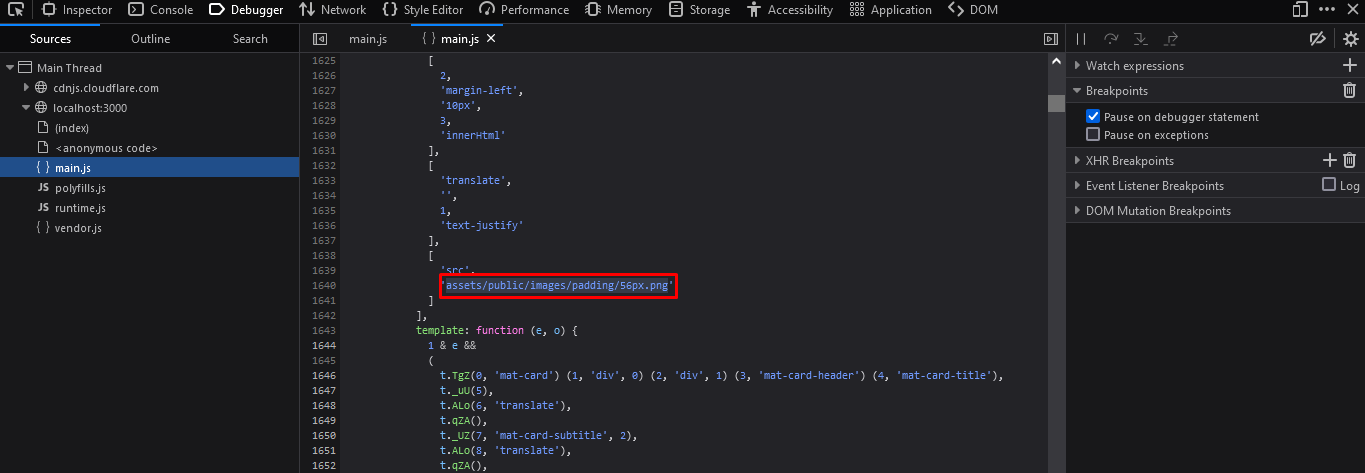 Inspector Console Debugger Network Style Editor Performance Memory Storage Accessibility Application DOM
Sources Outline Search
main.js { } main.js
Main Thread
cdnjs.cloudflare.com
localhost:3000
(index)
<anonymous code>
{ } main.js
JS polyfills.js
JS runtime.js
{ } vendor.js
1625 [
1626 2,
1627 'margin-left',
1628 '10px',
1629 3,
1630 'innerHtml'
1631 ],
1632 [
1633 'translate',
1634 '',
1635 1,
1636 'text-justify'
1637 ],
1638 [
1639 'src',
1640 'assets/public/images/padding/56px.png'
1641 ]
1642 ],
1643 template: function (e, o) {
1644 1 & e &&
1645 (
1646 t.TgZ(0, 'mat-card') (1, 'div', 0) (2, 'div', 1) (3, 'mat-card-header') (4, 'mat-card-title'),
1647 t._uU(5),
1648 t.ALo(6, 'translate'),
1649 t.qZA(),
1650 t._UZ(7, 'mat-card-subtitle', 2),
1651 t.ALo(8, 'translate'),
1652 t.qZA(),
Watch expressions
Breakpoints
Pause on debugger statement
Pause on exceptions
XHR Breakpoints
Event Listener Breakpoints Log
DOM Mutation Breakpoints